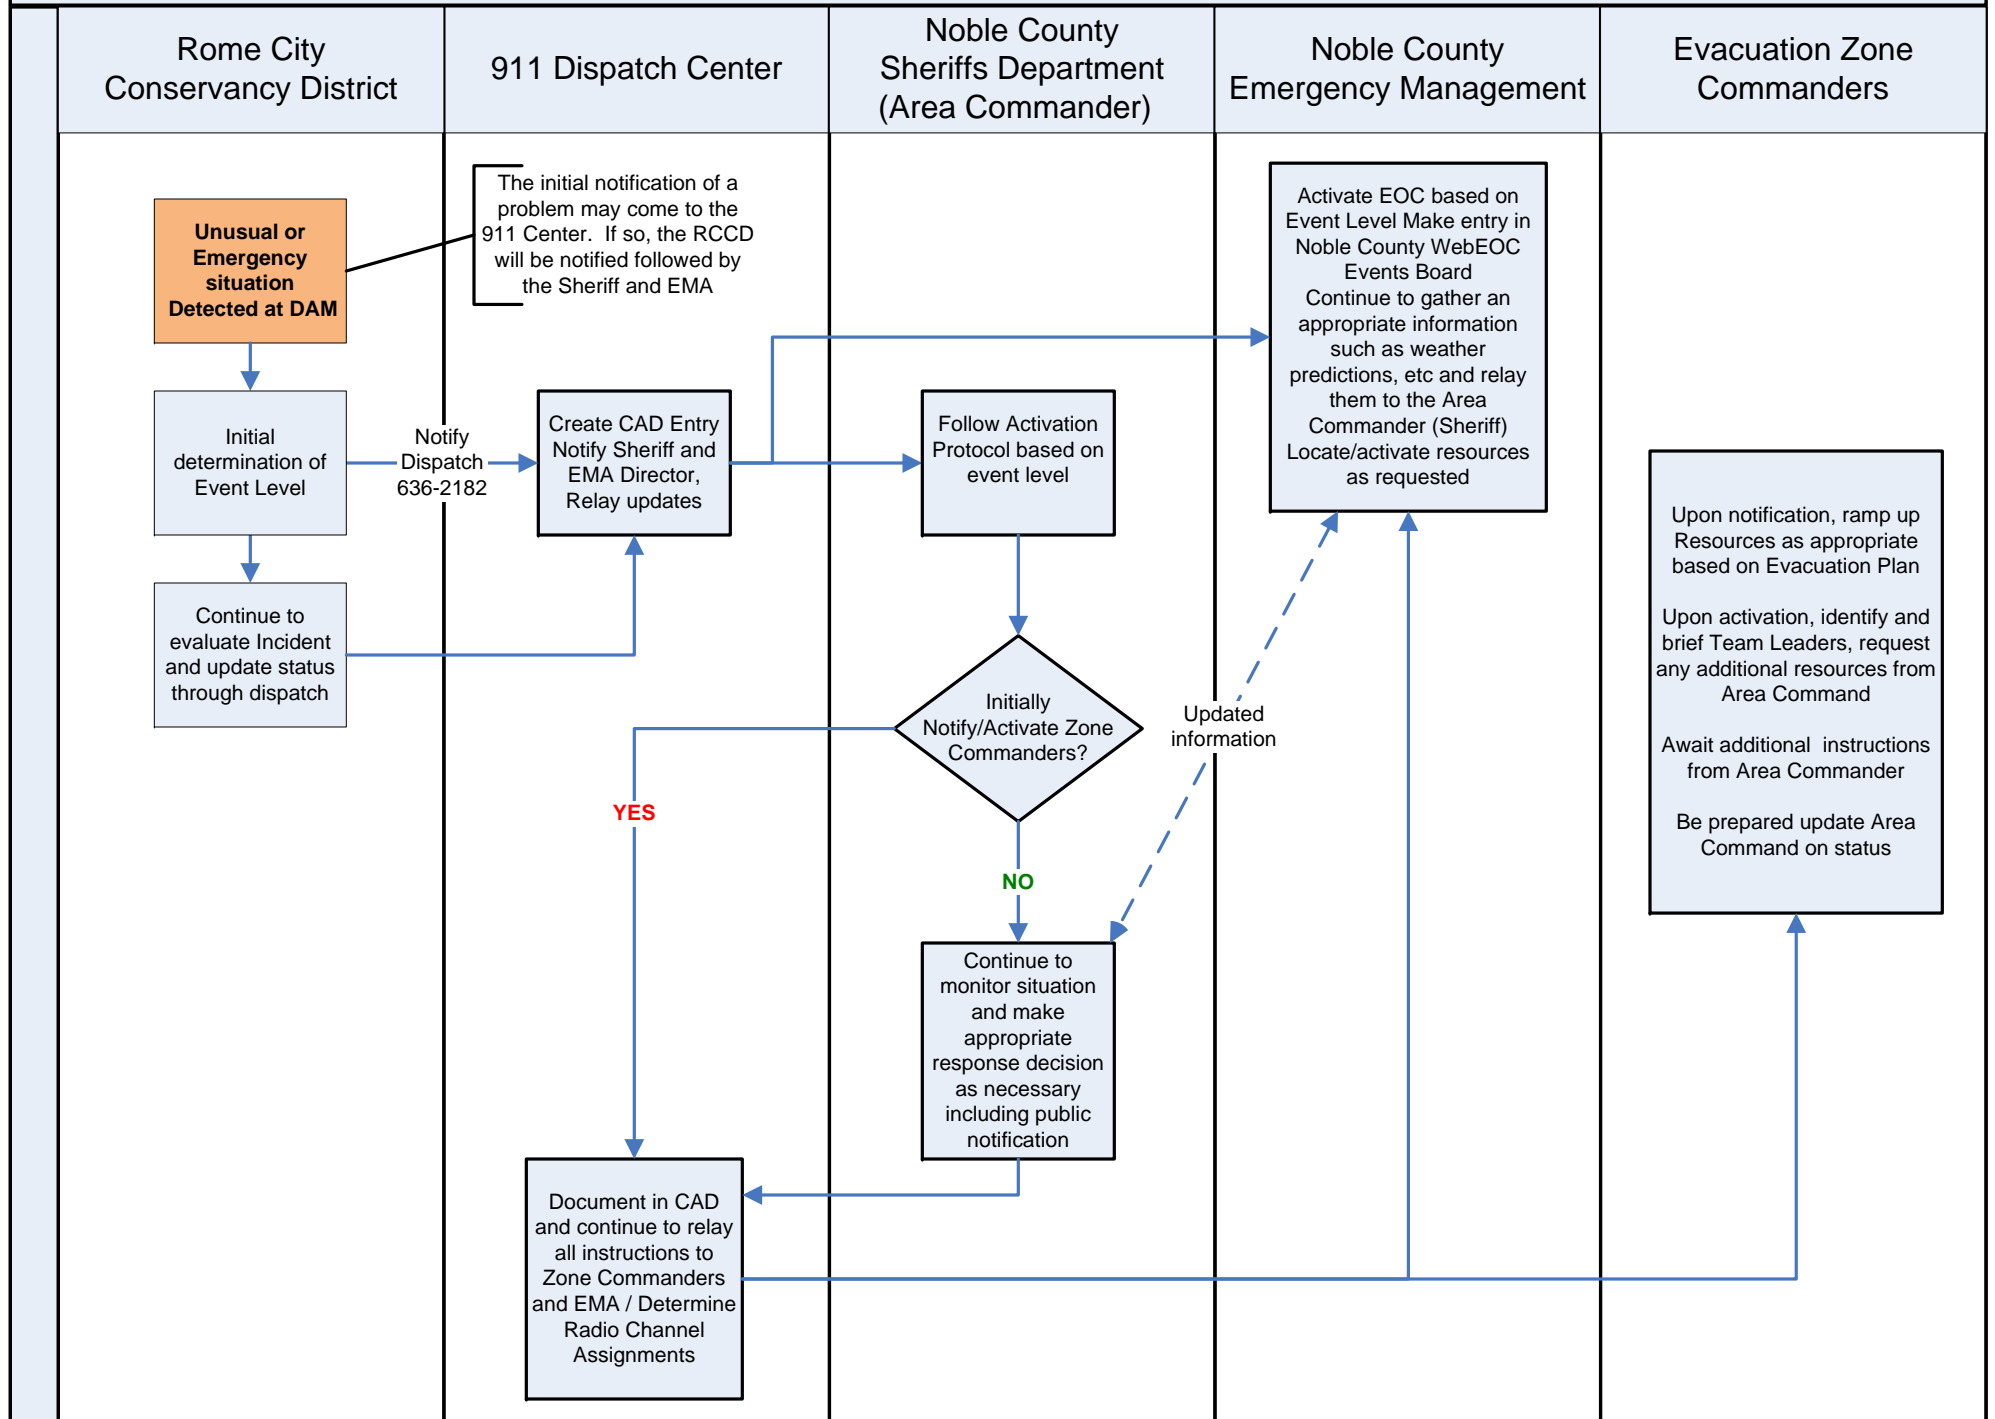 Rome City
Conservancy District
911 Dispatch Center
Noble County
Sheriffs Department
(Area Commander)
Noble County
Emergency Management
Evacuation Zone
Commanders
Unusual or
Emergency
situation
Detected at DAM
The initial notification of a
problem may come to the
911 Center.  If so, the RCCD
will be notified followed by
the Sheriff and EMA
Initial
determination of
Event Level
Notify
Dispatch
636-2182
Continue to
evaluate Incident
and update status
through dispatch
Create CAD Entry
Notify Sheriff and
EMA Director,
Relay updates
Follow Activation
Protocol based on
event level
Activate EOC based on
Event Level Make entry in
Noble County WebEOC
Events Board
Continue to gather an
appropriate information
such as weather
predictions, etc and relay
them to the Area
Commander (Sheriff)
Locate/activate resources
as requested
Upon notification, ramp up
Resources as appropriate
based on Evacuation Plan
Upon activation, identify and
brief Team Leaders, request
any additional resources from
Area Command
Await additional  instructions
from Area Commander
Be prepared update Area
Command on status
Initially
Notify/Activate Zone
Commanders?
Updated
information
YES
NO
Continue to
monitor situation
and make
appropriate
response decision
as necessary
including public
notification
Document in CAD
and continue to relay
all instructions to
Zone Commanders
and EMA / Determine
Radio Channel
Assignments